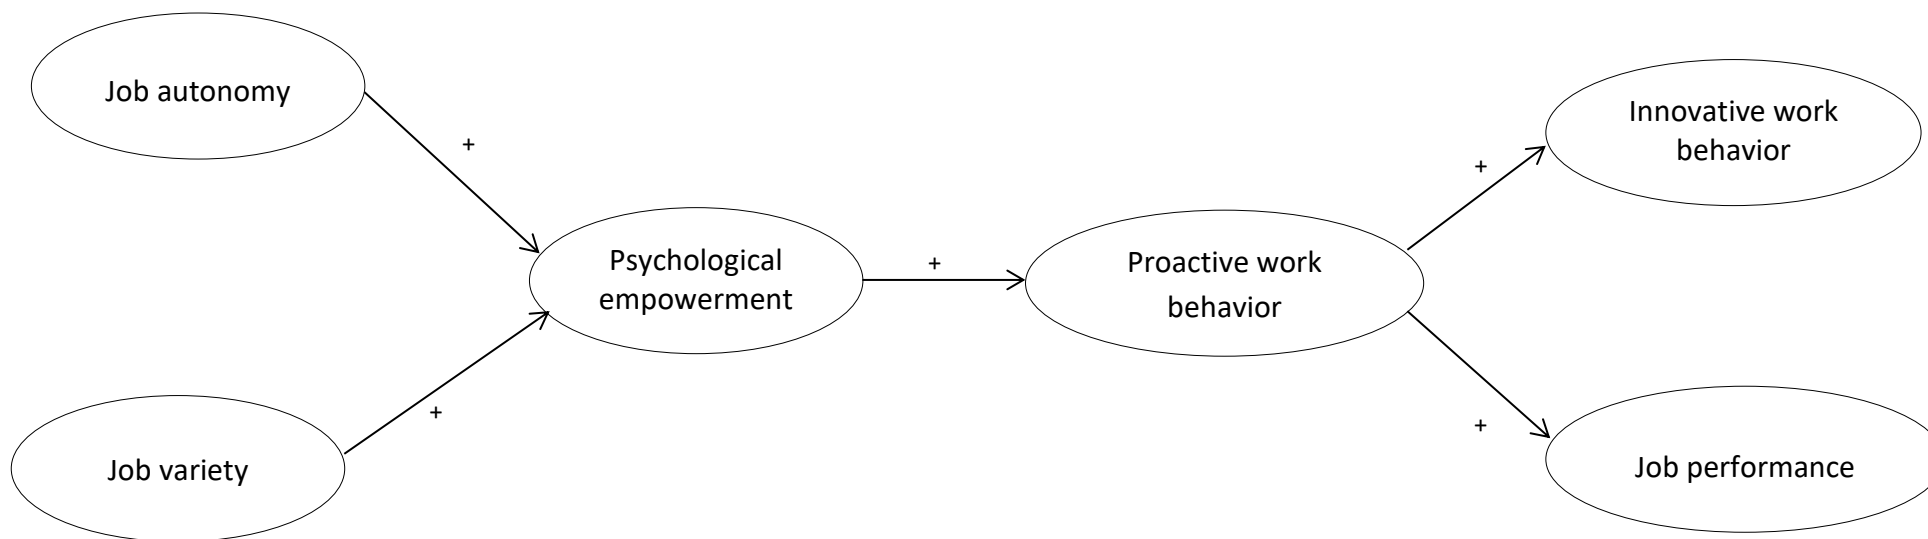 Job autonomy
+
Innovative work
behavior
+
Psychological
empowerment
+
Proactive work
behavior
Job variety
+
+
Job performance